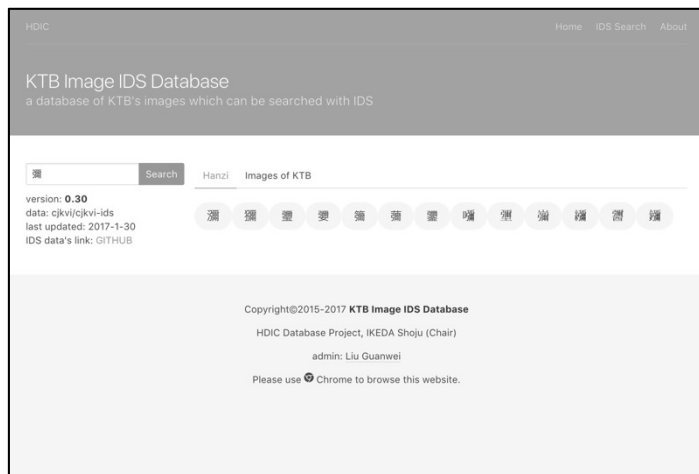 HDIC
Home IDS Search About
KTB Image IDS Database
a database of KTB's images which can be searched with IDS
彌 Search
Hanzi Images of KTB
version: 0.30
data: cjkvi/cjkvi-ids
last updated: 2017-1-30
IDS data's link: GITHUB
瀰 獼
Copyright©2015-2017 KTB Image IDS Database
HDIC Database Project, IKEDA Shoju (Chair)
admin: Liu Guanwei
Please use Chrome to browse this website.